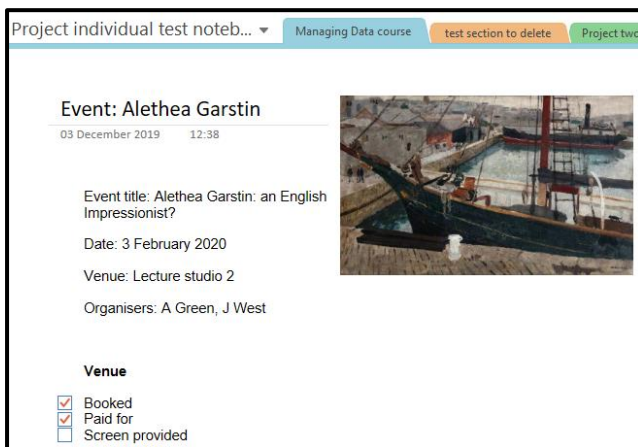 Project individual test noteb...
Managing Data course
test section to delete
Project two
Event: Alethea Garstin
03 December 2019 12:38
Event title: Alethea Garstin: an English
Impressionist?
Date: 3 February 2020
Venue: Lecture studio 2
Organisers: A Green, J West
Venue
Booked
Paid for
Screen provided